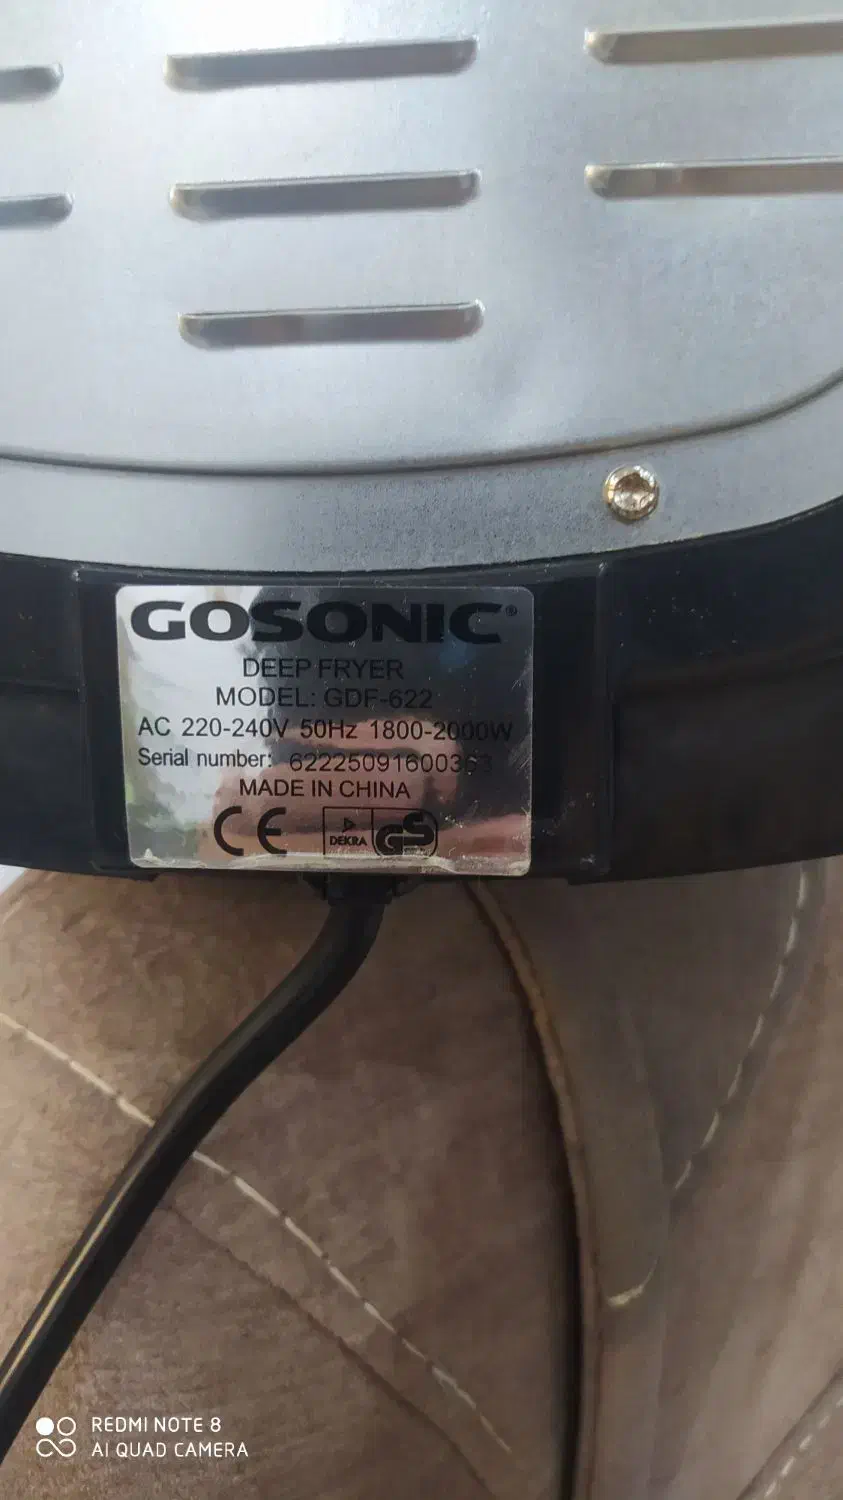 GOSONIC®
DEEP FRYER
MODEL: GDF-622
AC 220-240V 50Hz 1800-2000W
Serial number: 62225091600363
MADE IN CHINA
CE DEKRA GS
REDMI NOTE 8
AI QUAD CAMERA